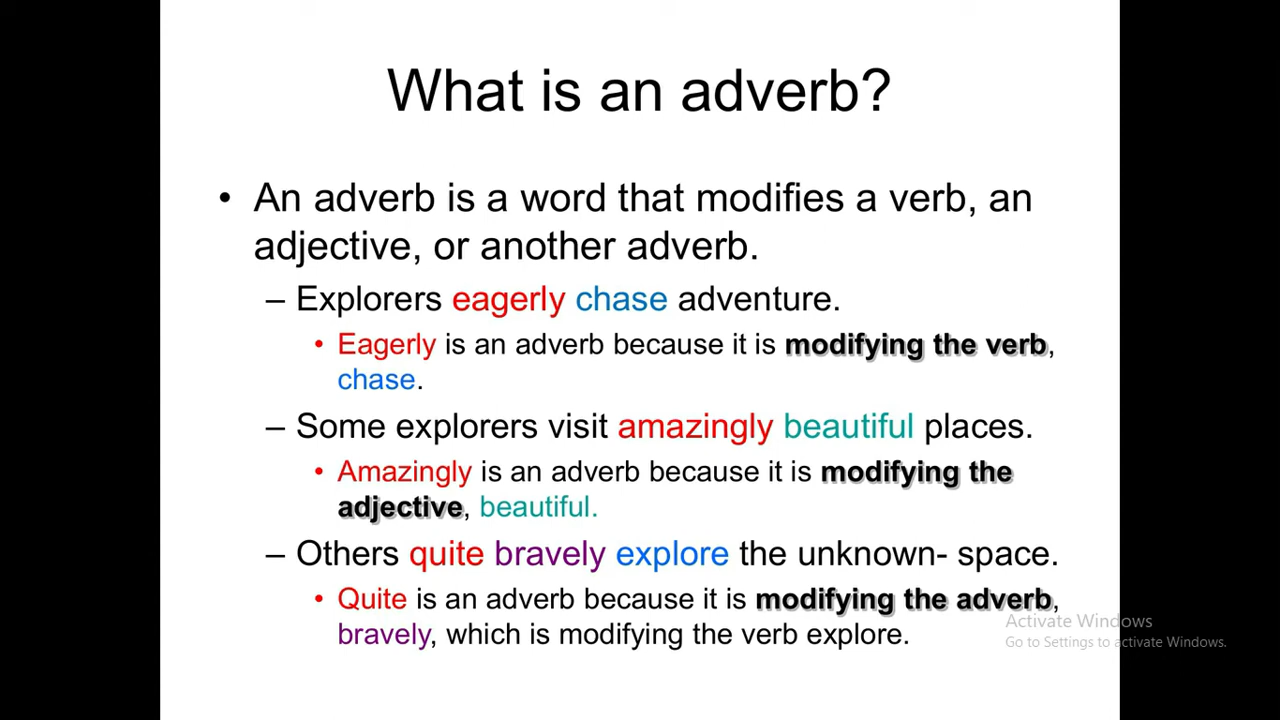 What is an adverb?
• An adverb is a word that modifies a verb, an
adjective, or another adverb.
– Explorers eagerly chase adventure.
• Eagerly is an adverb because it is modifying the verb,
chase.
– Some explorers visit amazingly beautiful places.
• Amazingly is an adverb because it is modifying the
adjective, beautiful.
– Others quite bravely explore the unknown- space.
• Quite is an adverb because it is modifying the adverb,
bravely, which is modifying the verb explore.
Activate Windows
Go to Settings to activate Windows.